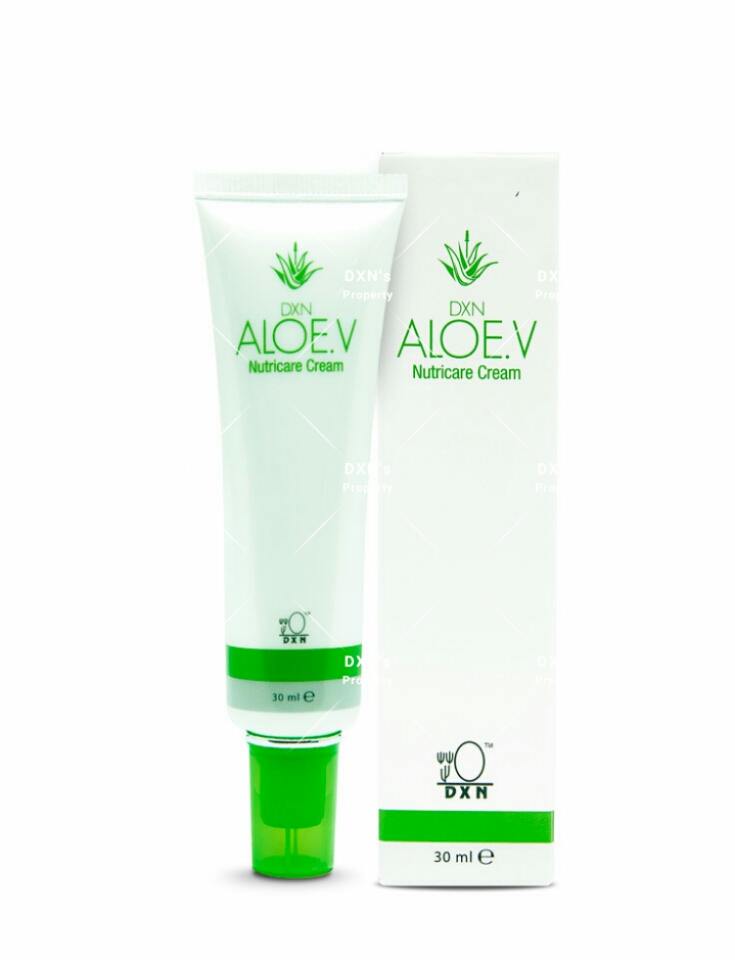 DXN
ALOE.V
Nutricare Cream
DXN
30 ml ℮
DXN
ALOE.V
Nutricare Cream
TM
DXN
30 ml ℮
DXN's
Property
DXN's
Property
DXN's
Property